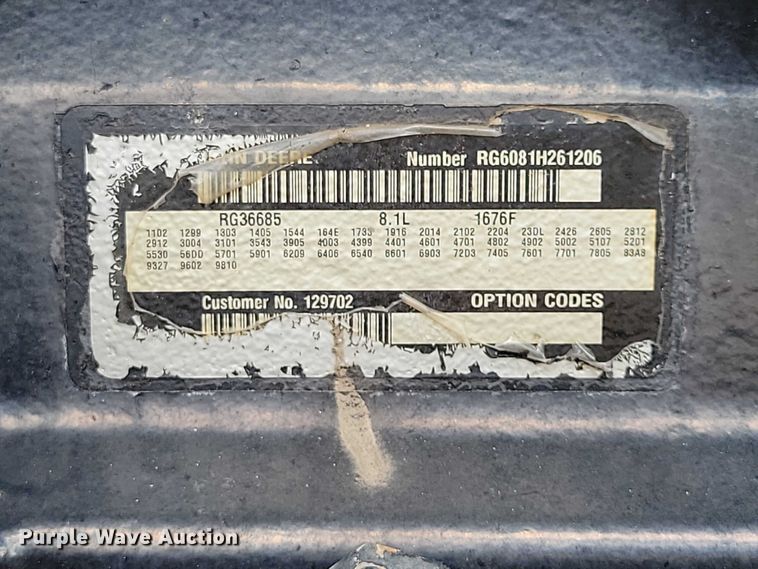 DEERE Number RG6081H261206
RG36685 8.1L 1676F
1102 1299 1303 1405 1544 164E 1733 1916 2014 2102 2204 23DL 2426 2605 2812
2912 3004 3101 3543 3905 4003 4399 4401 4601 4701 4802 4902 5002 5107 5201
5530 56DD 5701 5901 6209 6406 6540 6601 6903 72D3 7405 7601 7701 7805 83A8
9327 9602 9810
Customer No. 129702 OPTION CODES
Purple Wave Auction